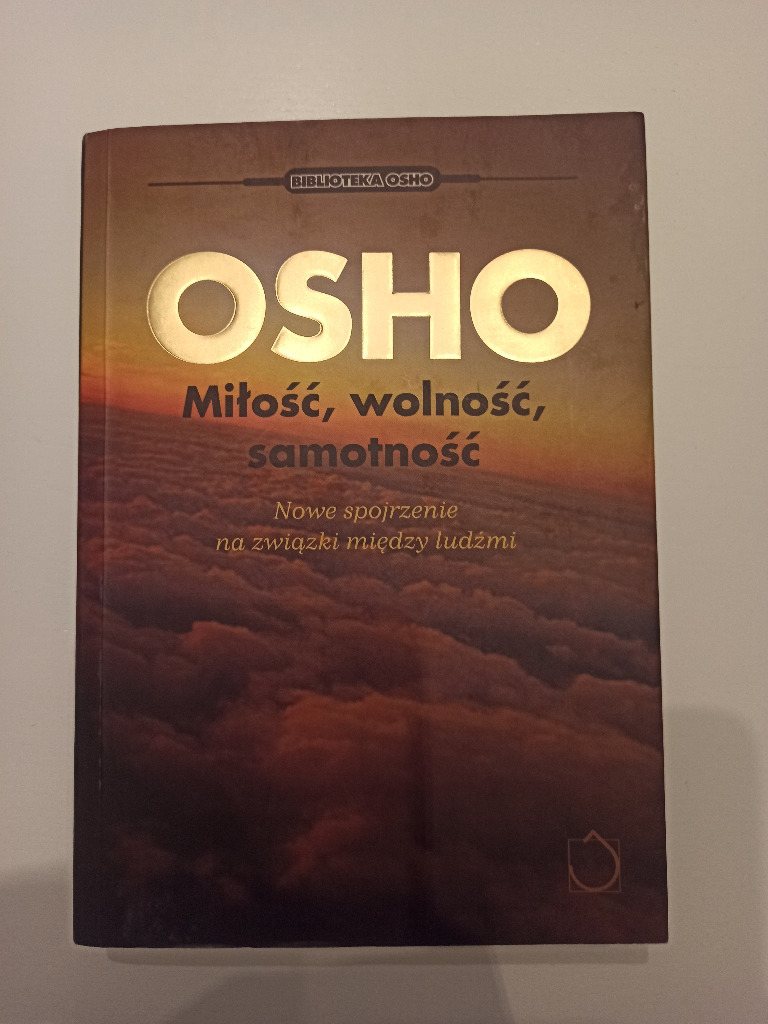 BIBLIOTEKA OSHO
OSHO
Miłość, wolność,
samotność
Nowe spojrzenie
na związki między ludźmi